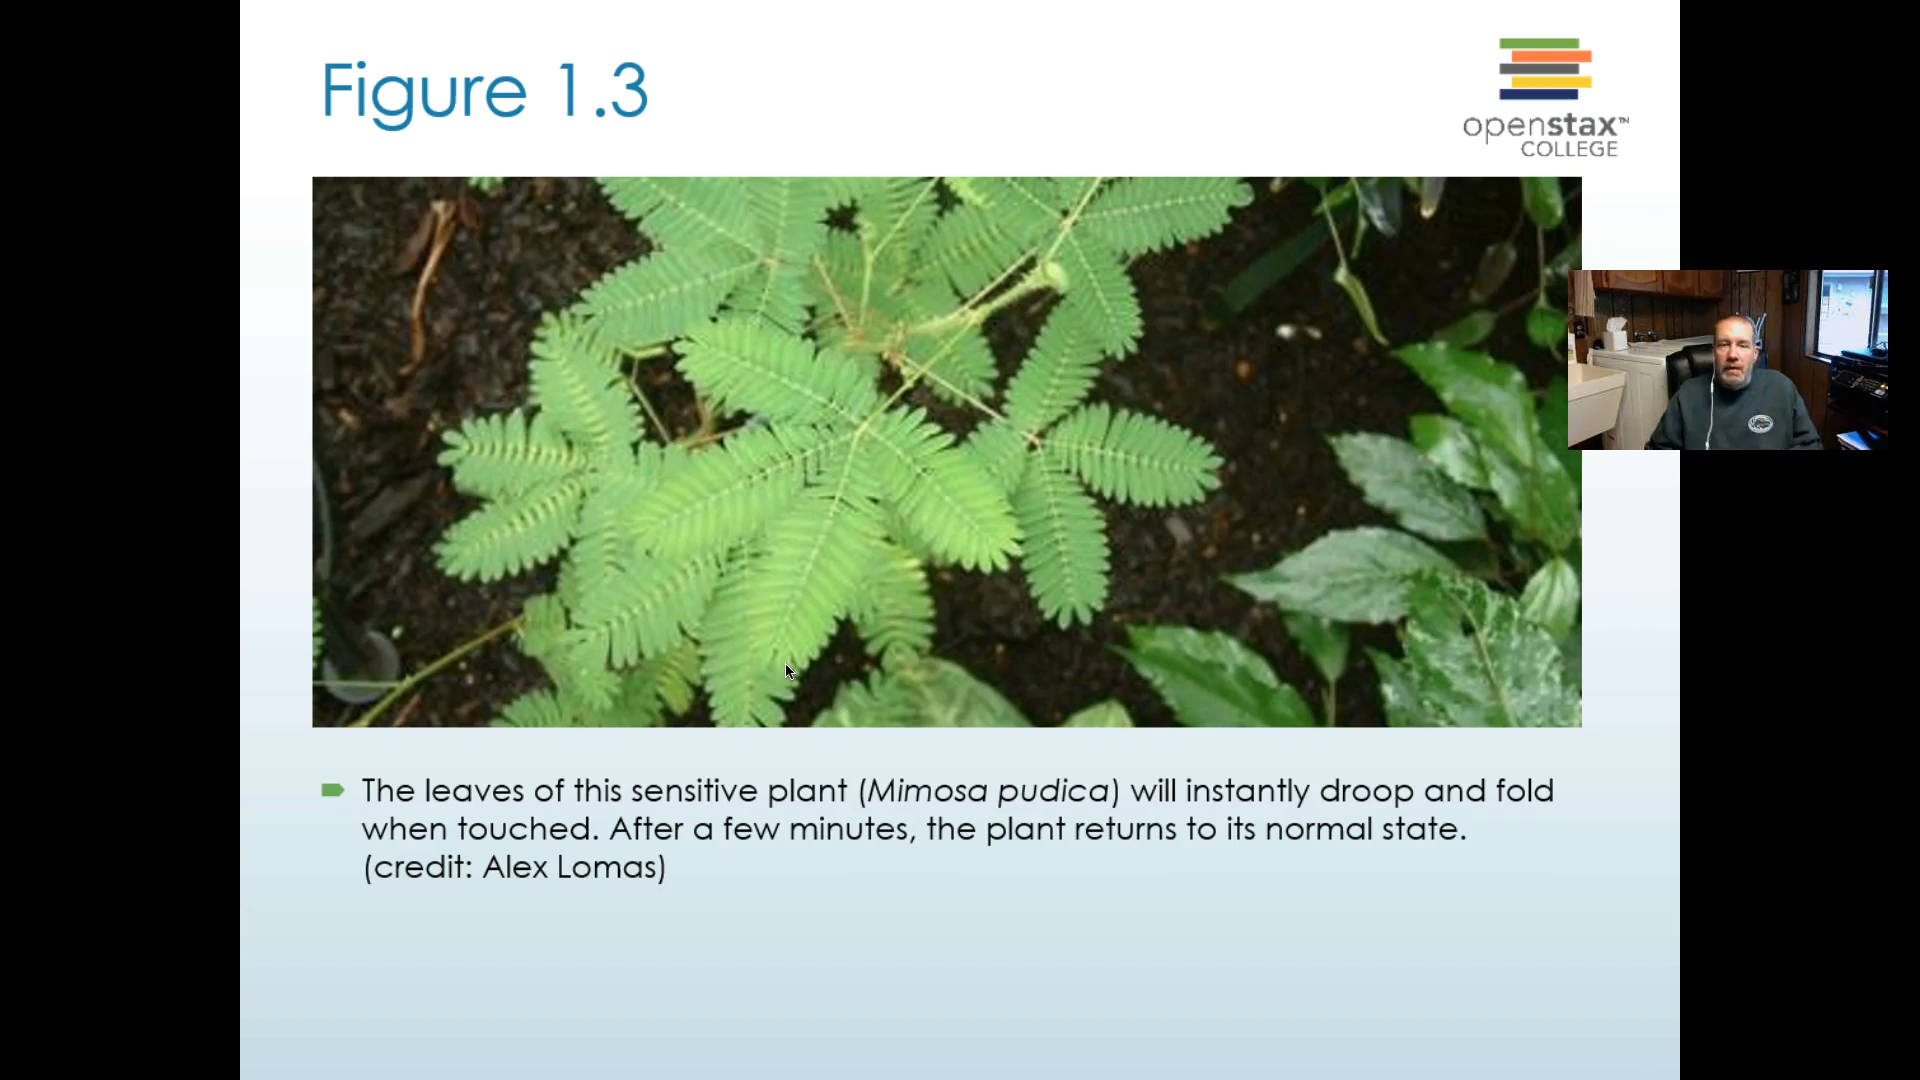 Figure 1.3
openstax™
COLLEGE
The leaves of this sensitive plant (Mimosa pudica) will instantly droop and fold
when touched. After a few minutes, the plant returns to its normal state.
(credit: Alex Lomas)